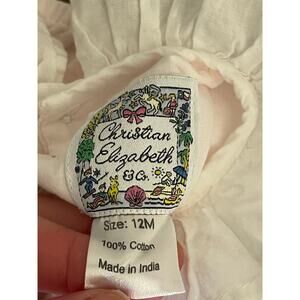 Christian
Elizabeth
& Co.
Size: 12M
100% Cotton
Made in India